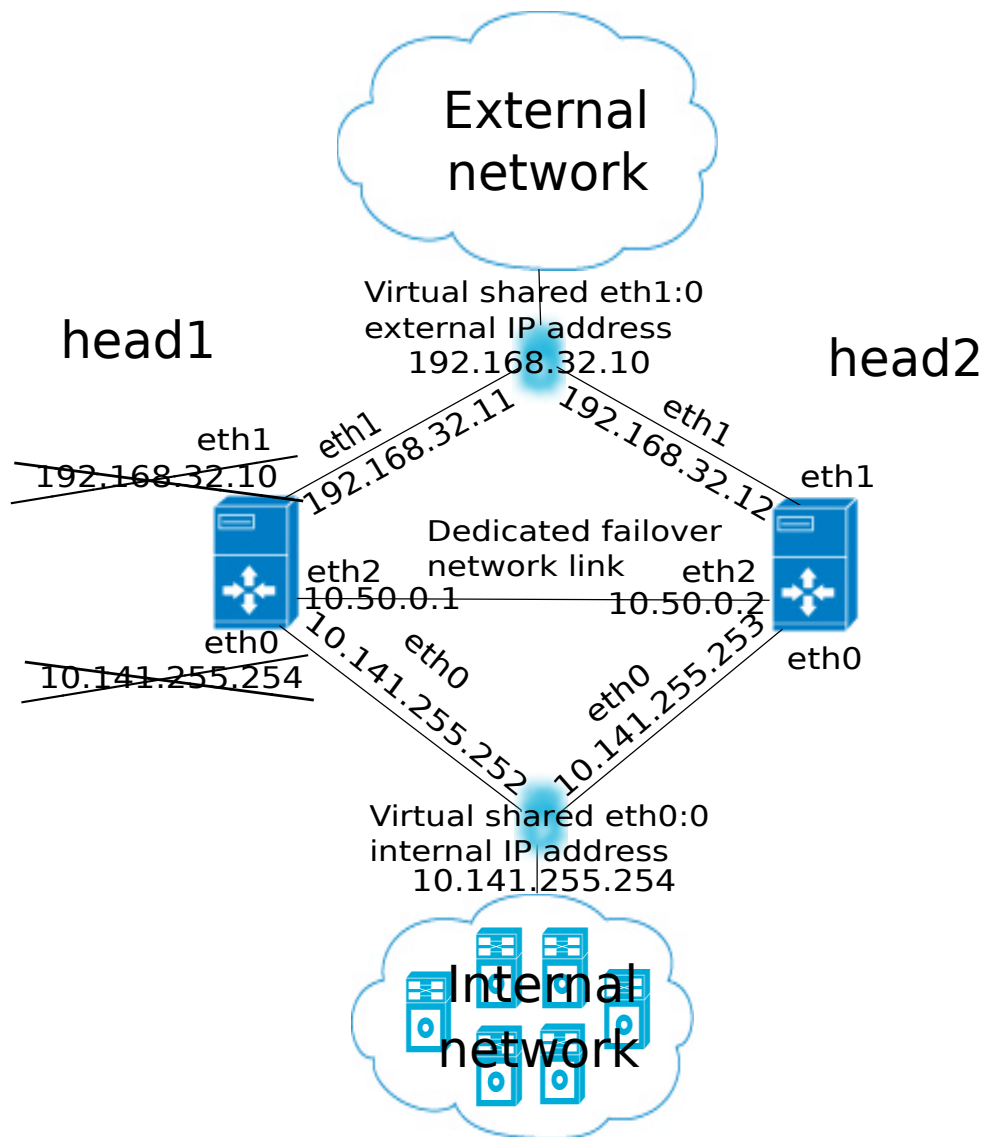 External
network
Virtual shared eth1:0
external IP address
192.168.32.10
head1
head2
eth1
192.168.32.10
eth1
192.168.32.11
eth1
192.168.32.12
eth1
Dedicated failover
network link
eth2
10.50.0.1
eth2
10.50.0.2
eth0
10.141.255.254
eth0
10.141.255.252
eth0
10.141.255.253
eth0
Virtual shared eth0:0
internal IP address
10.141.255.254
Internal
network